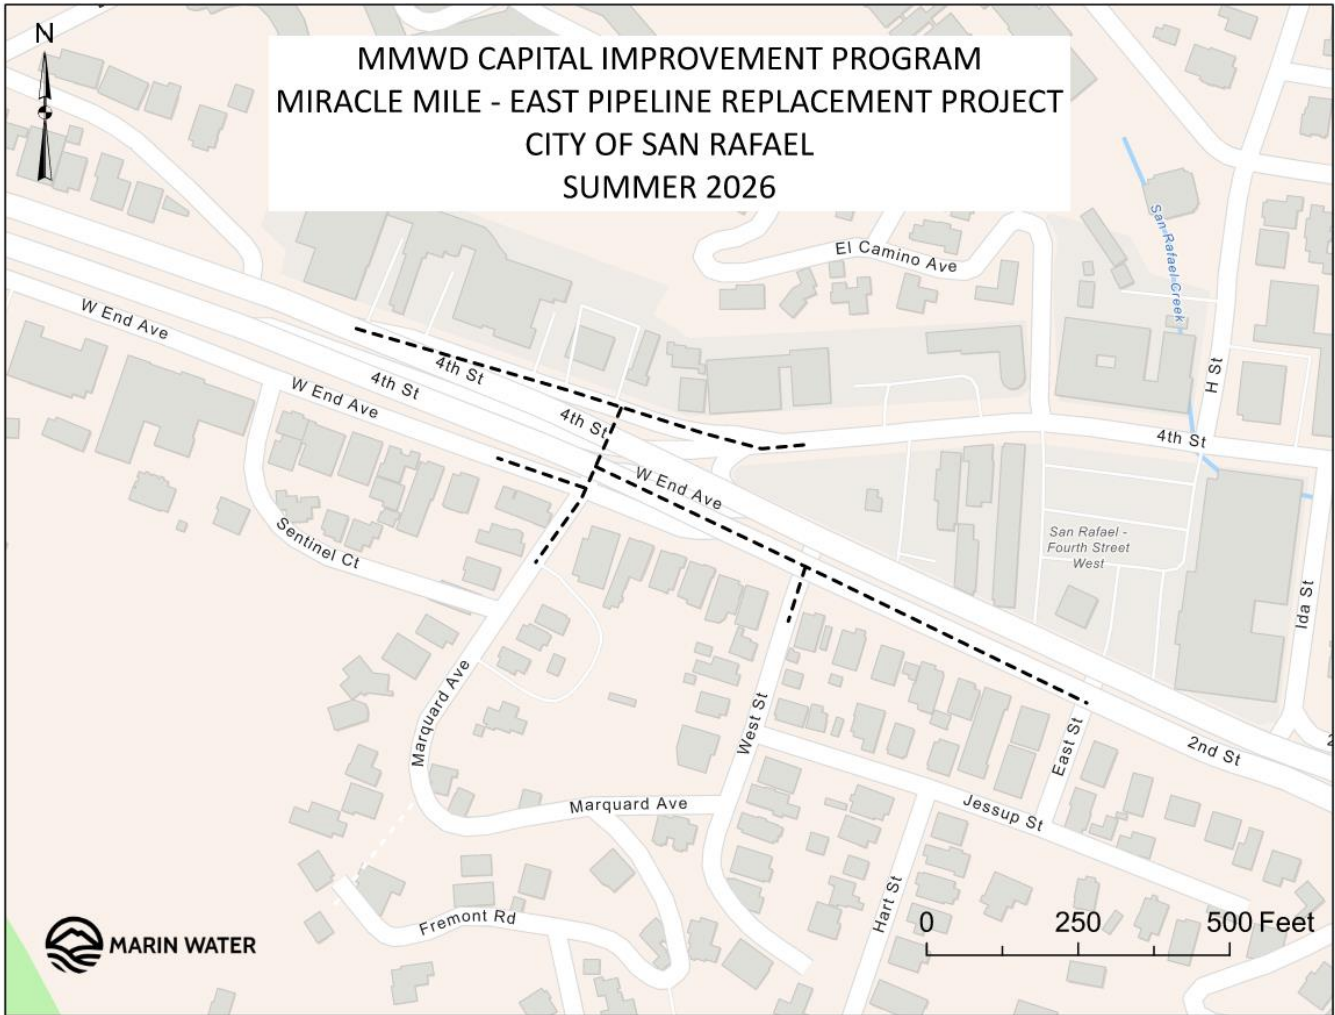 N
MMWD CAPITAL IMPROVEMENT PROGRAM
MIRACLE MILE - EAST PIPELINE REPLACEMENT PROJECT
CITY OF SAN RAFAEL
SUMMER 2026
San Rafael Creek
El Camino Ave
W End Ave
4th St
H St
4th St
W End Ave
4th St
4th St
W End Ave
San Rafael -
Fourth Street
West
Sentinel Ct
Ida St
Marquard Ave
West St
East St
2nd St
Marquard Ave
Jessup St
Hart St
Fremont Rd
MARIN WATER
0 250 500 Feet